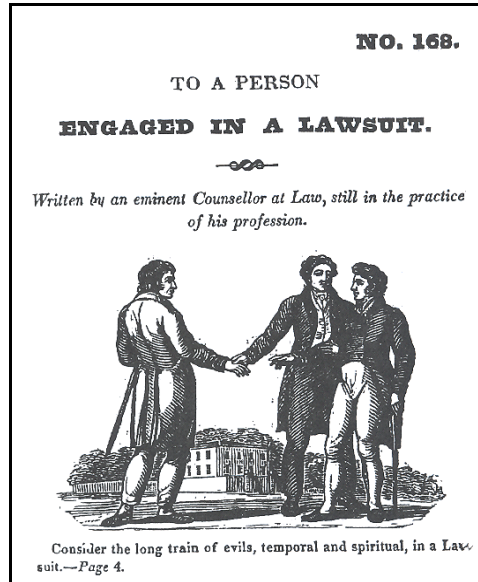 NO. 168.
TO A PERSON
ENGAGED IN A LAWSUIT.
Written by an eminent Counsellor at Law, still in the practice
of his profession.
Consider the long train of evils, temporal and spiritual, in a Law
suit.—Page 4.